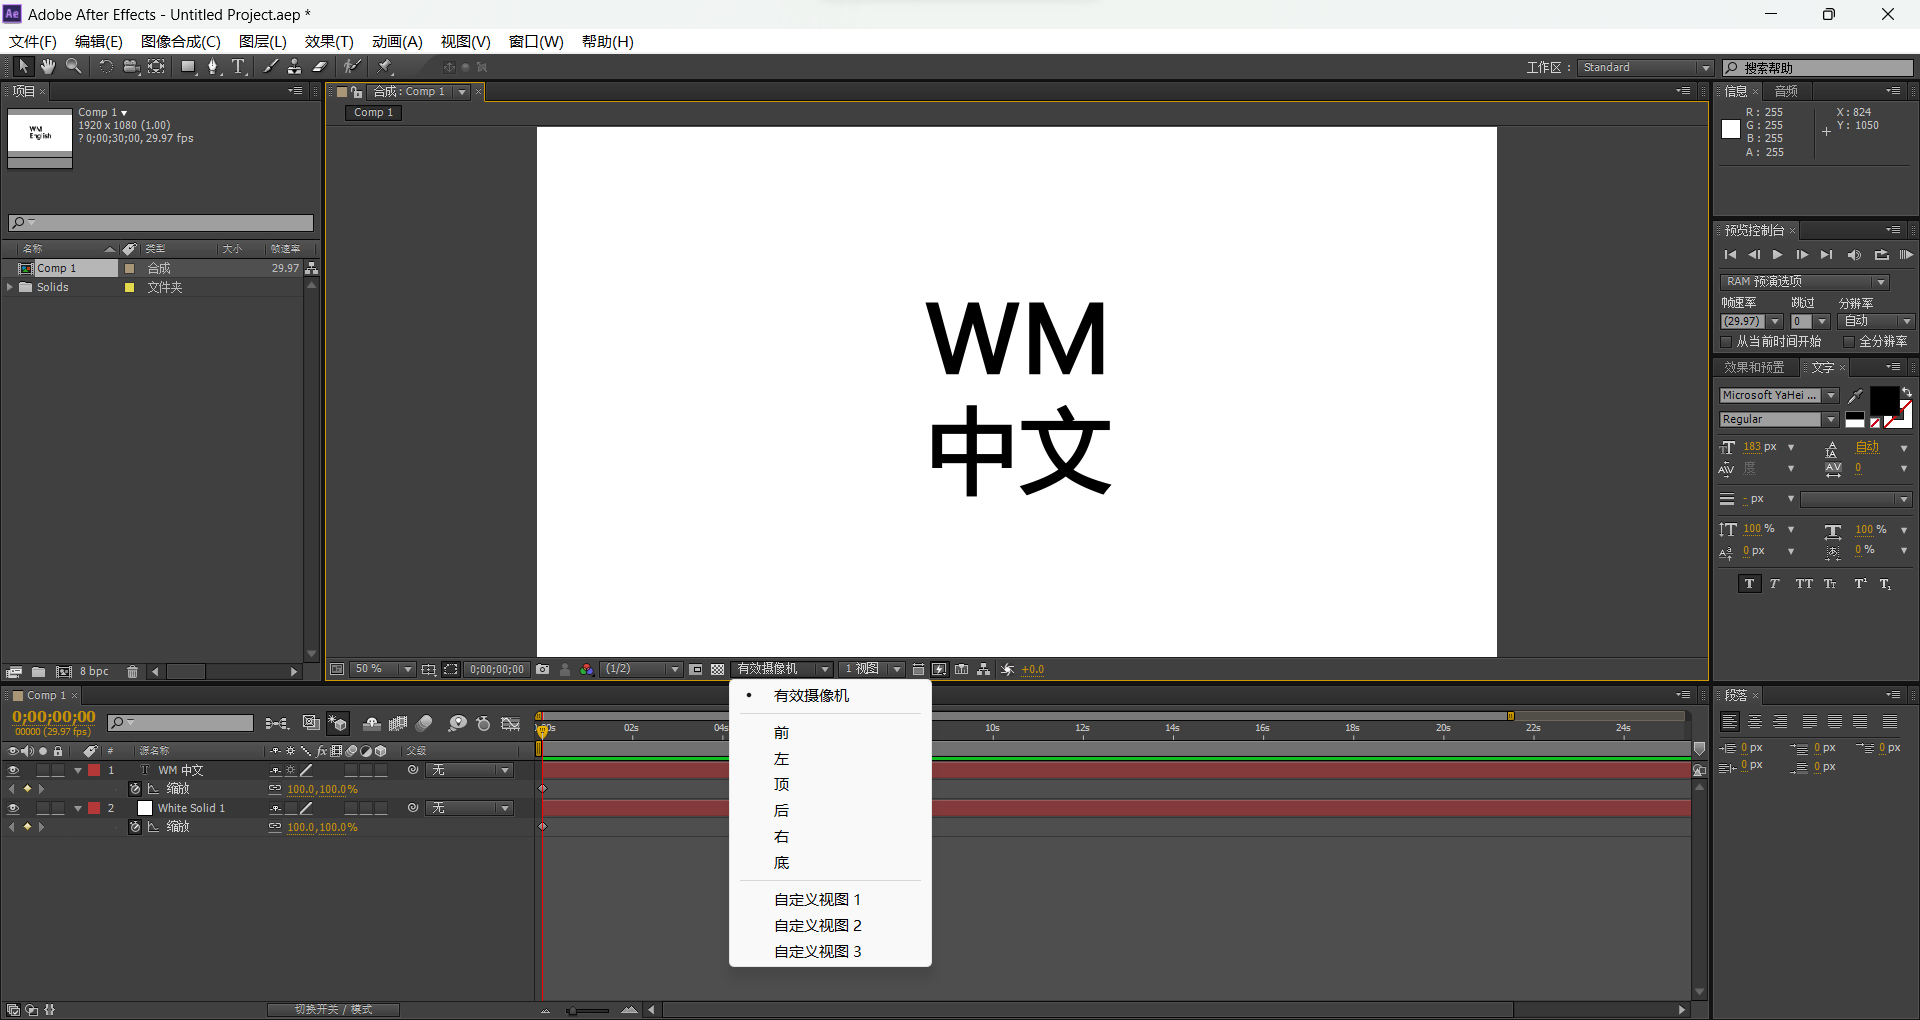 Adobe After Effects - Untitled Project.aep *
文件(F) 编辑(E) 图像合成(C) 图层(L) 效果(T) 动画(A) 视图(V) 窗口(W) 帮助(H)
工作区： Standard 搜索帮助
项目
Comp 1
1920 x 1080 (1.00)
? 0;00;30;00, 29.97 fps
WM
English
名称 类型 大小 帧速率
Comp 1 合成 29.97
Solids 文件夹
8 bpc
合成: Comp 1
Comp 1
WM
中文
50 % 0;00;00;00 (1/2) 有效摄像机 1 视图 +0.0
有效摄像机
前
左
顶
后
右
底
自定义视图 1
自定义视图 2
自定义视图 3
信息 音频
R: 255 X: 824
G: 255 Y: 1050
B: 255
A: 255
预览控制台
RAM 预演选项
帧速率 跳过 分辨率
(29.97) 0 自动
从当前时间开始 全分辨率
效果和预置 文字
Microsoft YaHei ...
Regular
183 px 自动
度 0
- px
100 % 100 %
0 px 0 %
T T TT Tт T¹ T₁
Comp 1
0;00;00;00
00000 (29.97 fps)
# 源名称 fx 父级
1 T WM 中文 无
缩放 100.0,100.0%
2 White Solid 1 无
缩放 100.0,100.0%
00s 02s 04s 10s 12s 14s 16s 18s 20s 22s 24s
切换开关 / 模式
段落
0 px 0 px 0 px
0 px 0 px